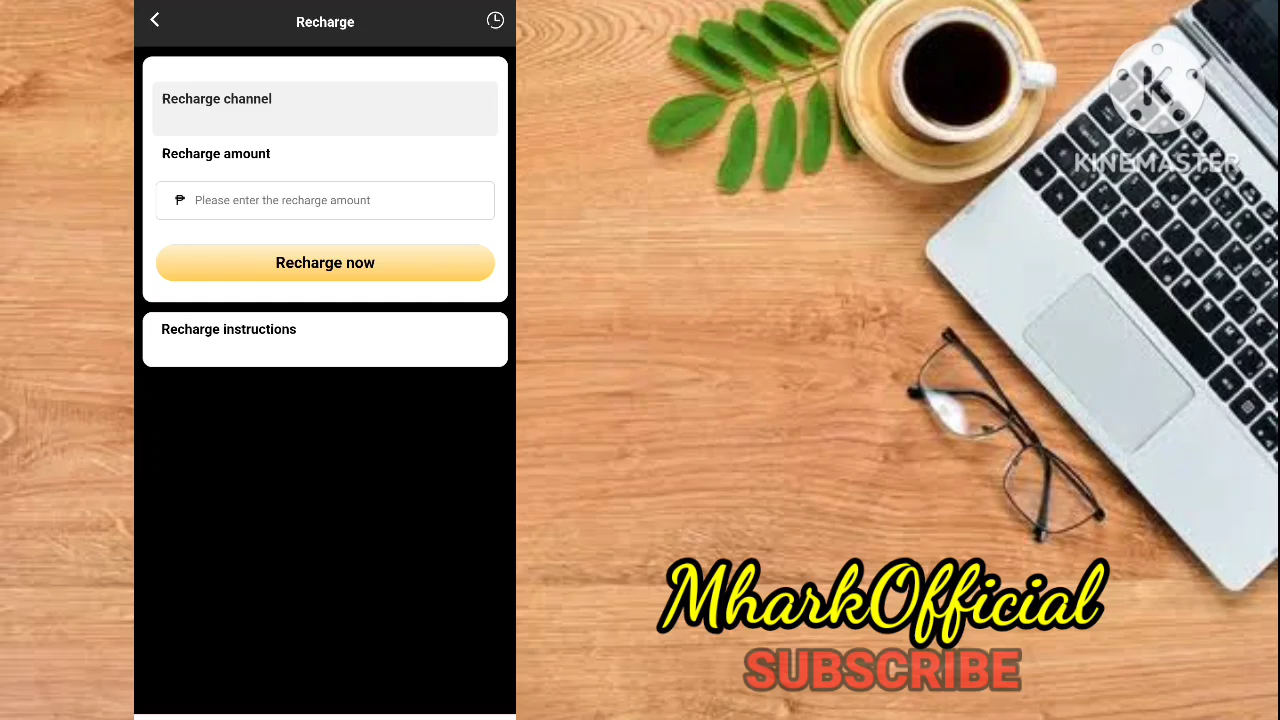 Recharge
Recharge channel
Recharge amount
₱ Please enter the recharge amount
Recharge now
Recharge instructions
K
KINEMASTER
MharkOfficial
SUBSCRIBE